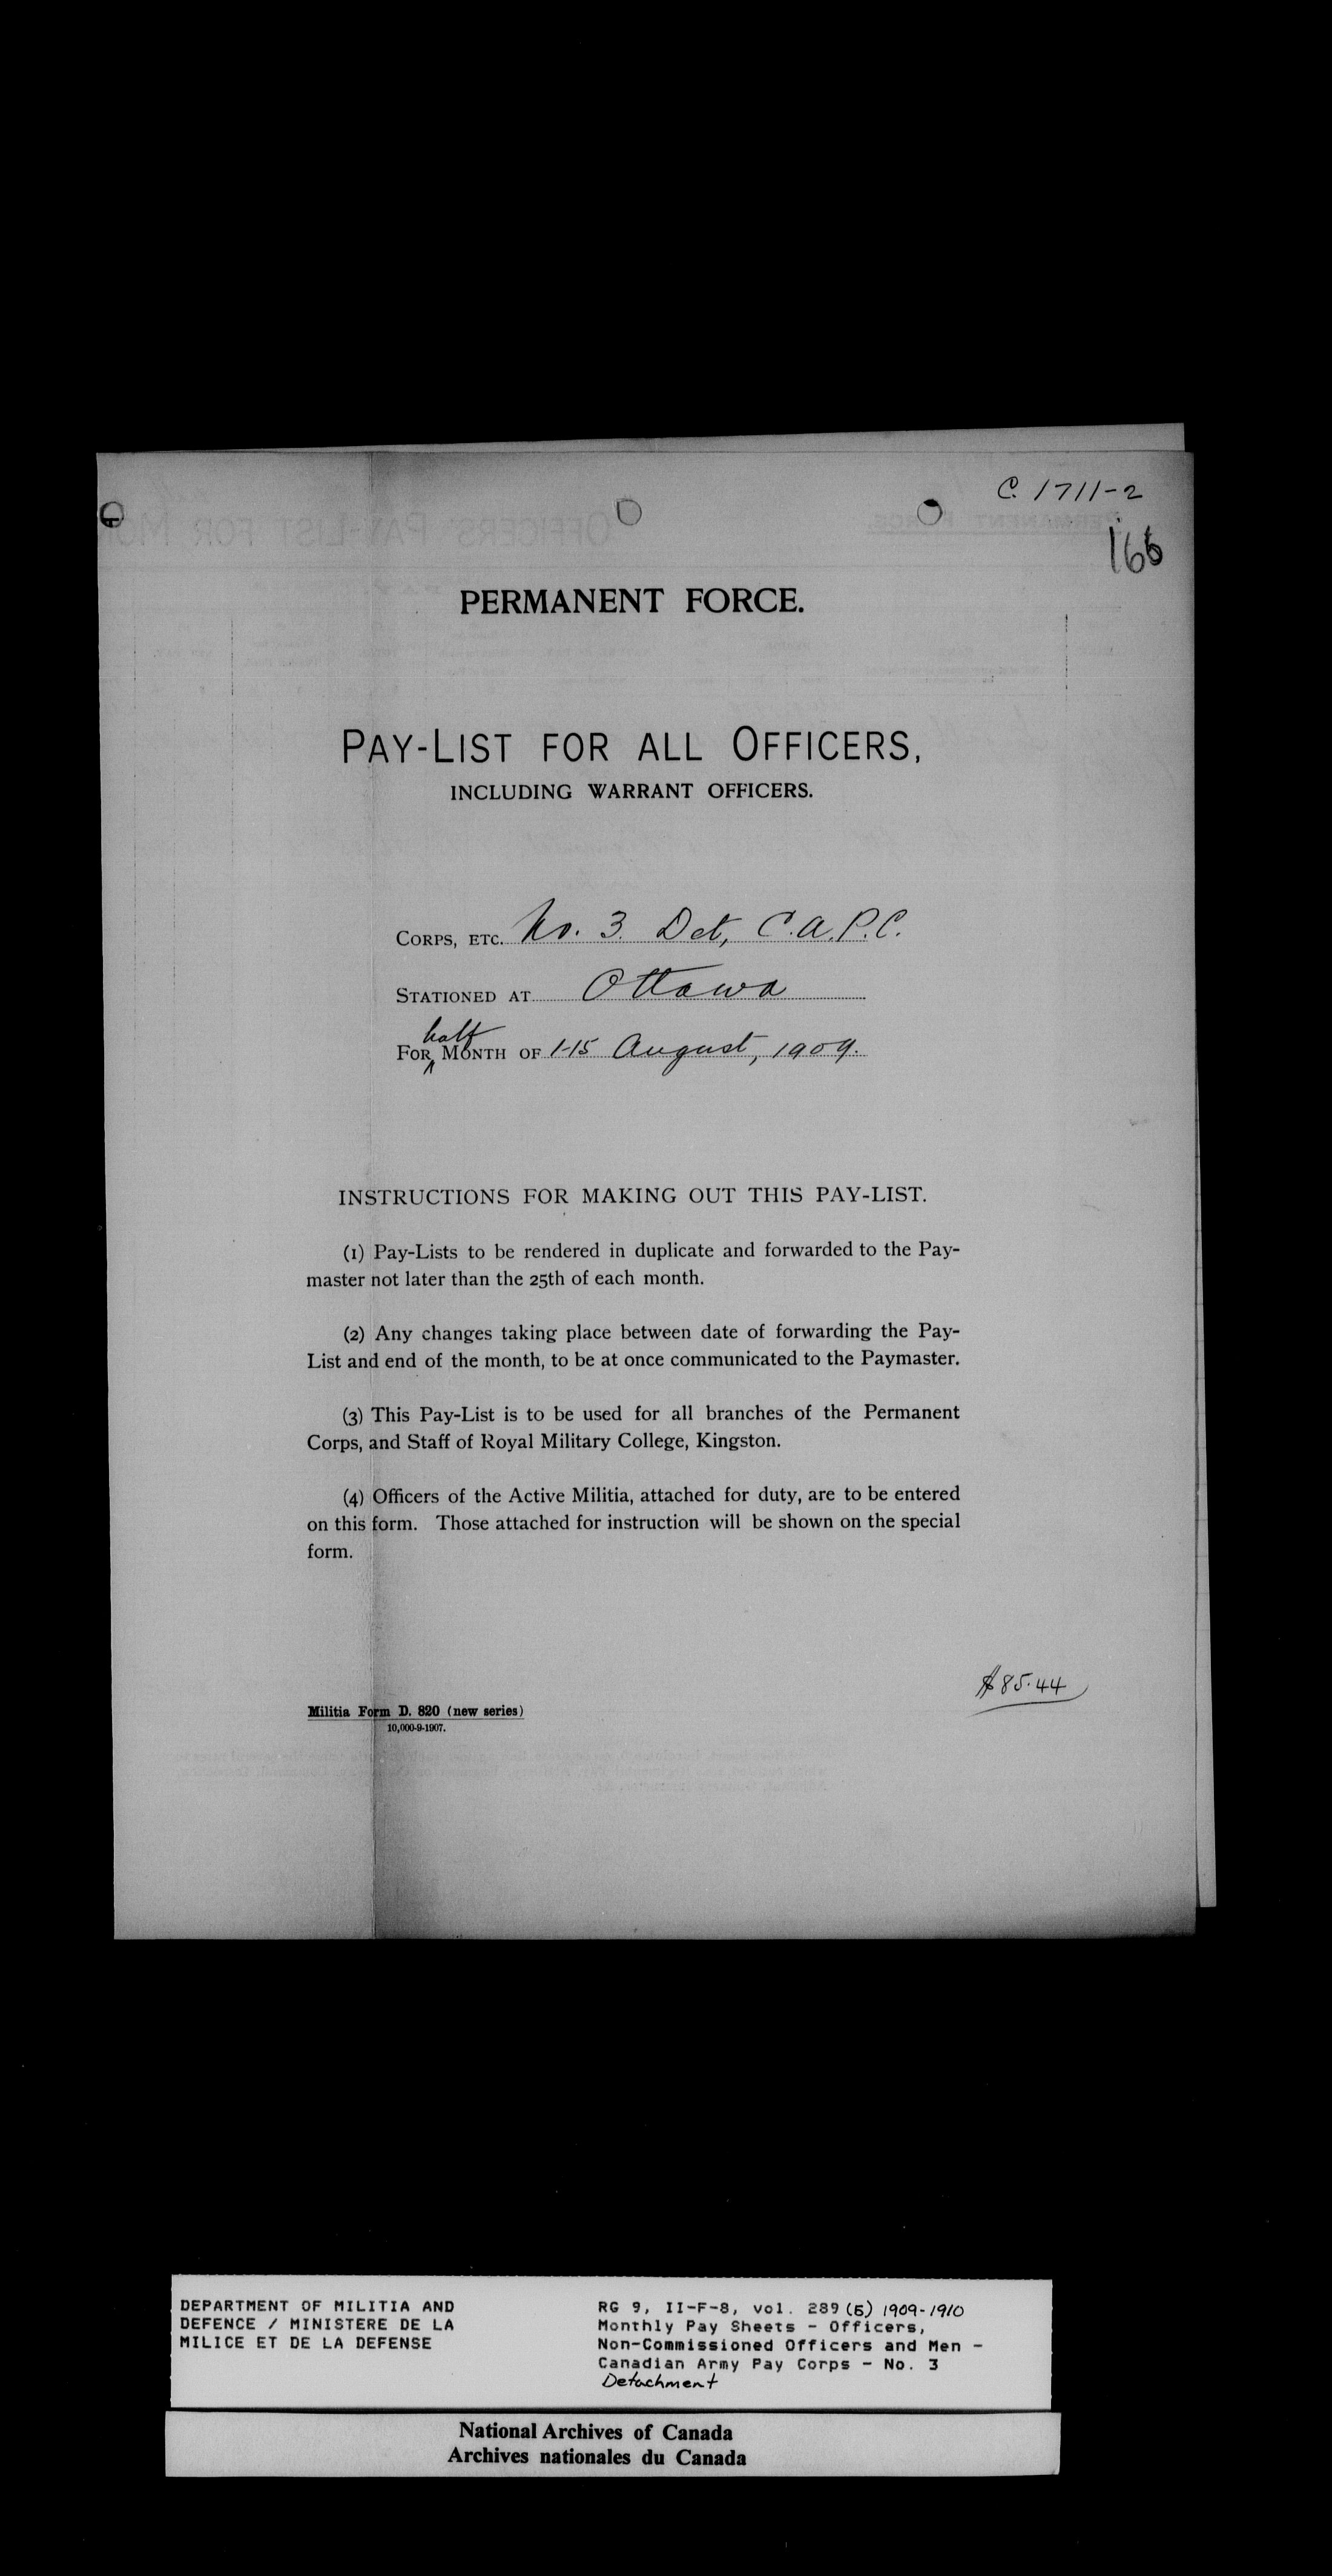 C. 1711-2
166
PERMANENT FORCE.
PAY-LIST FOR ALL OFFICERS,
INCLUDING WARRANT OFFICERS.
CORPS, ETC. No. 3 Det, C.A.P.C.
STATIONED AT Ottawa
half
FOR ^ MONTH OF 1-15 August, 1909.
INSTRUCTIONS FOR MAKING OUT THIS PAY-LIST.
(1) Pay-Lists to be rendered in duplicate and forwarded to the Pay-
master not later than the 25th of each month.
(2) Any changes taking place between date of forwarding the Pay-
List and end of the month, to be at once communicated to the Paymaster.
(3) This Pay-List is to be used for all branches of the Permanent
Corps, and Staff of Royal Military College, Kingston.
(4) Officers of the Active Militia, attached for duty, are to be entered
on this form. Those attached for instruction will be shown on the special
form.
$85.44
Militia Form D. 820 (new series)
10,000-9-1907.
DEPARTMENT OF MILITIA AND
DEFENCE / MINISTERE DE LA
MILICE ET DE LA DEFENSE
RG 9, II-F-8, vol. 289 (5) 1909-1910
Monthly Pay Sheets - Officers,
Non-Commissioned Officers and Men -
Canadian Army Pay Corps - No. 3
Detachment
National Archives of Canada
Archives nationales du Canada